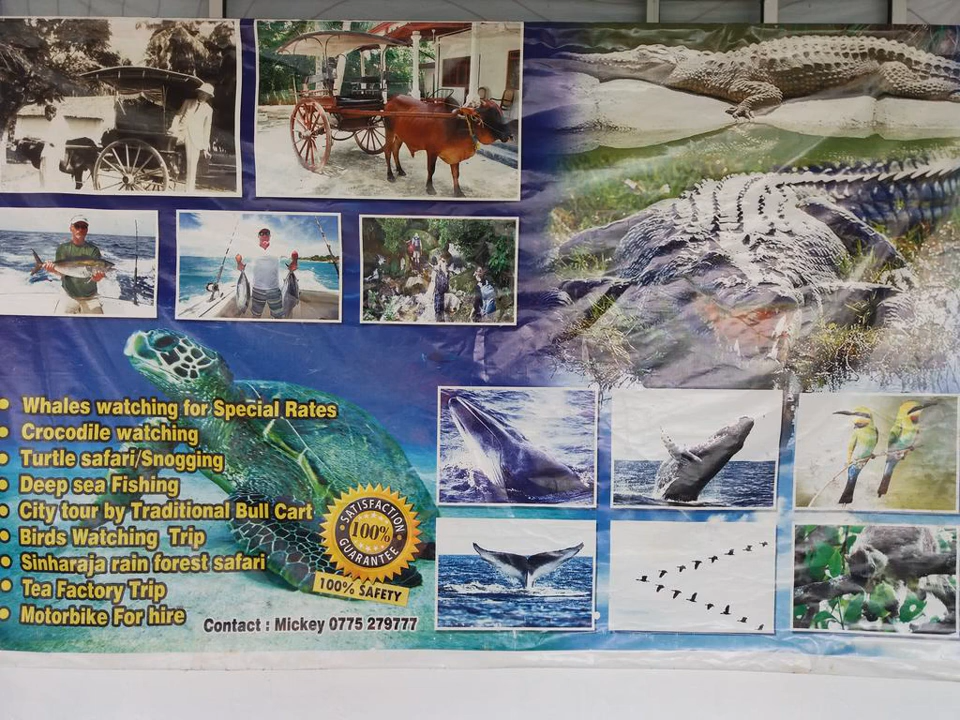 • Whales watching for Special Rates
• Crocodile watching
• Turtle safari/Snogging
• Deep sea Fishing
• City tour by Traditional Bull Cart
• Birds Watching Trip
• Sinharaja rain forest safari
• Tea Factory Trip
• Motorbike For hire
SATISFACTION
100%
GUARANTEE
100% SAFETY
Contact : Mickey 0775 279777